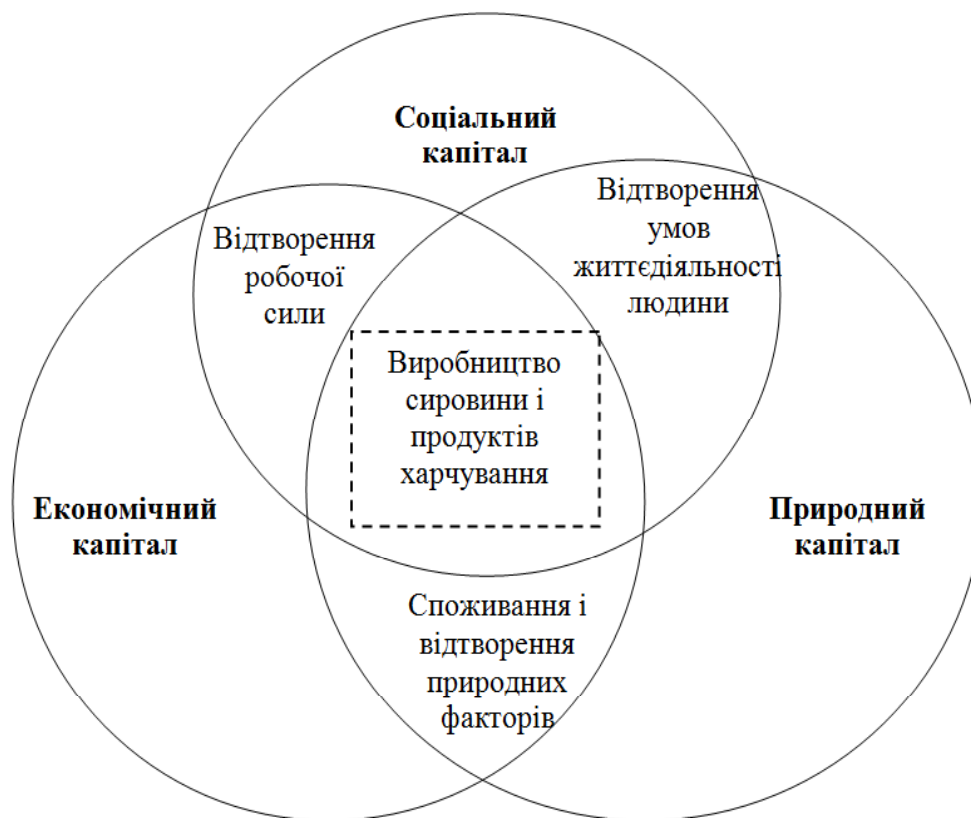 Соціальний
капітал
Відтворення
робочої
сили
Відтворення
умов
життєдіяльності
людини
Виробництво
сировини і
продуктів
харчування
Економічний
капітал
Природний
капітал
Споживання і
відтворення
природних
факторів